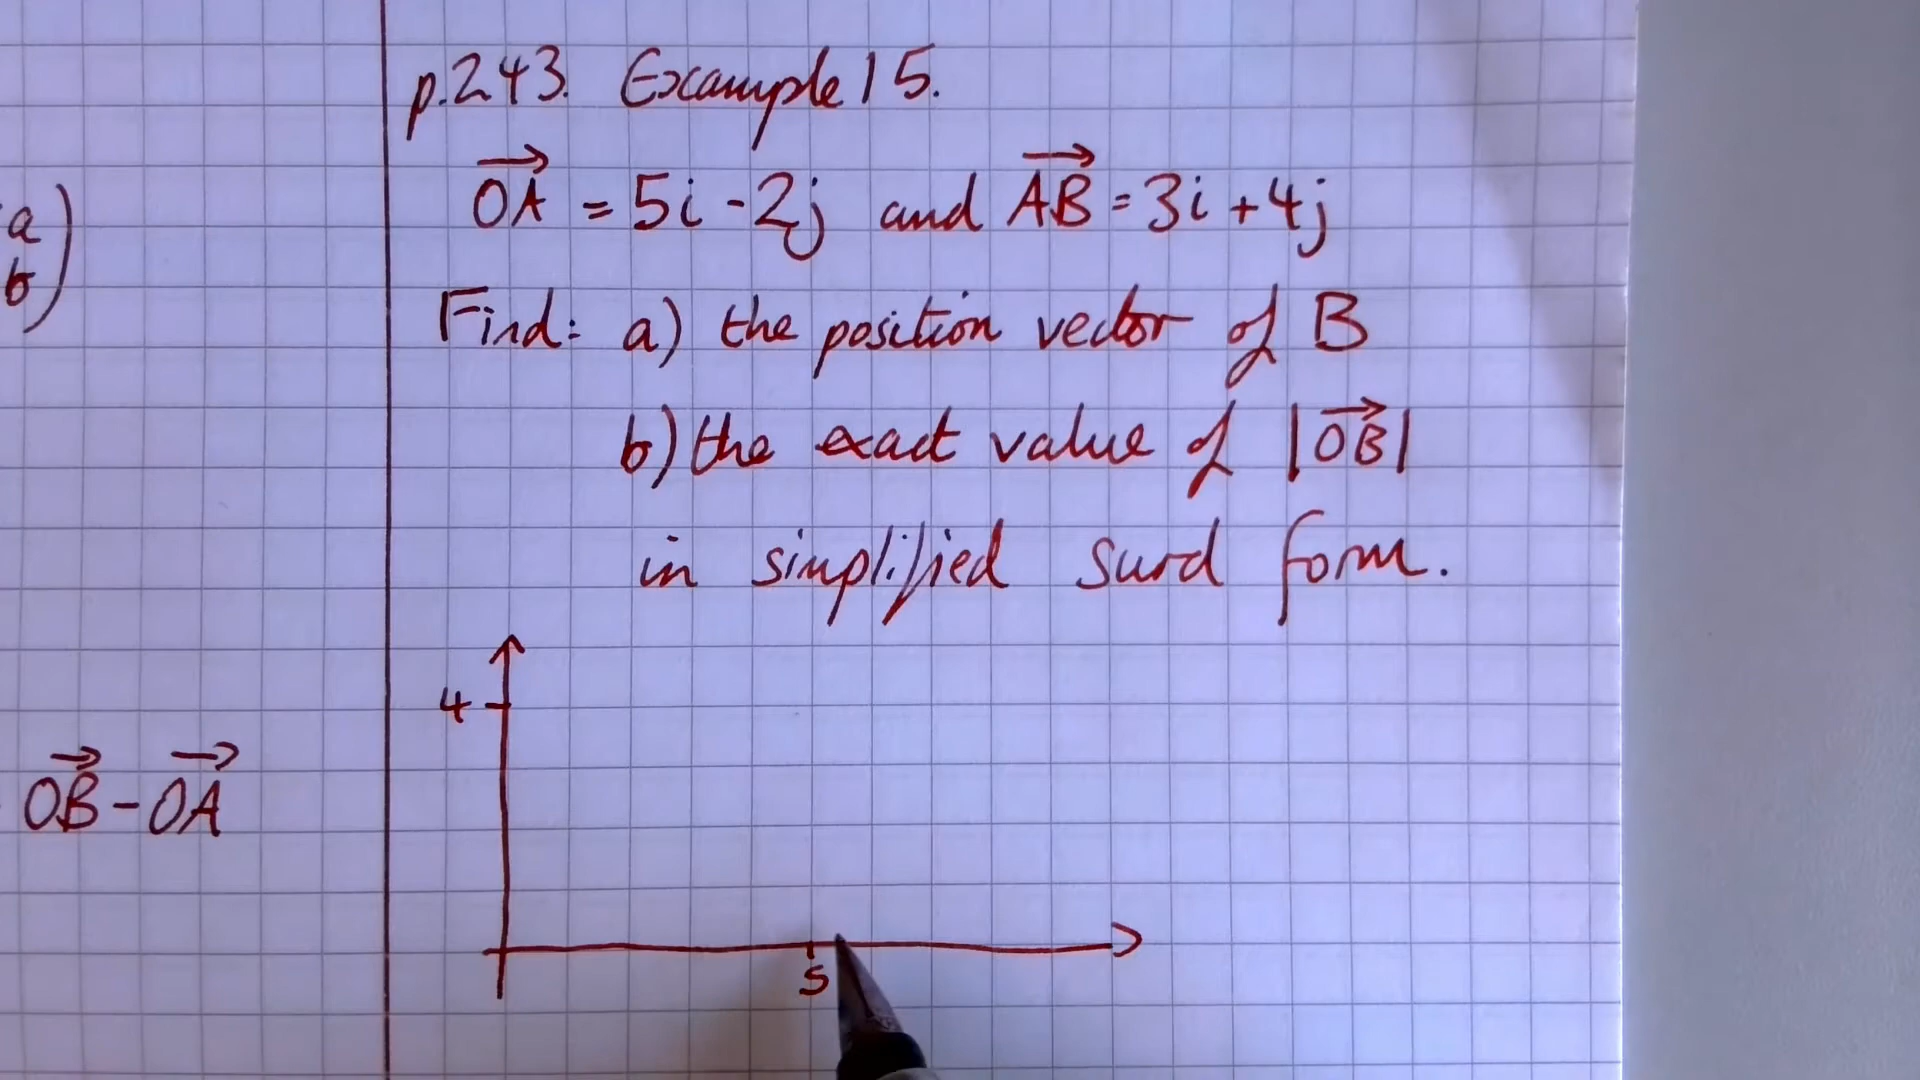 p.243. Example 15.
a
b)
→OA = 5i - 2j and →AB = 3i + 4j
Find: a) the position vector of B
b) the exact value of |→OB|
in simplified surd form.
4
→OB - →OA
5